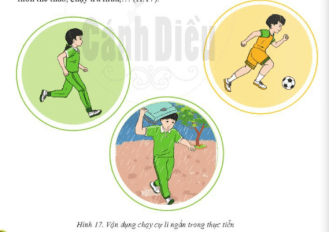 Cánh Diều
Hình 17. Vận dụng chạy cự li ngắn trong thực tiễn